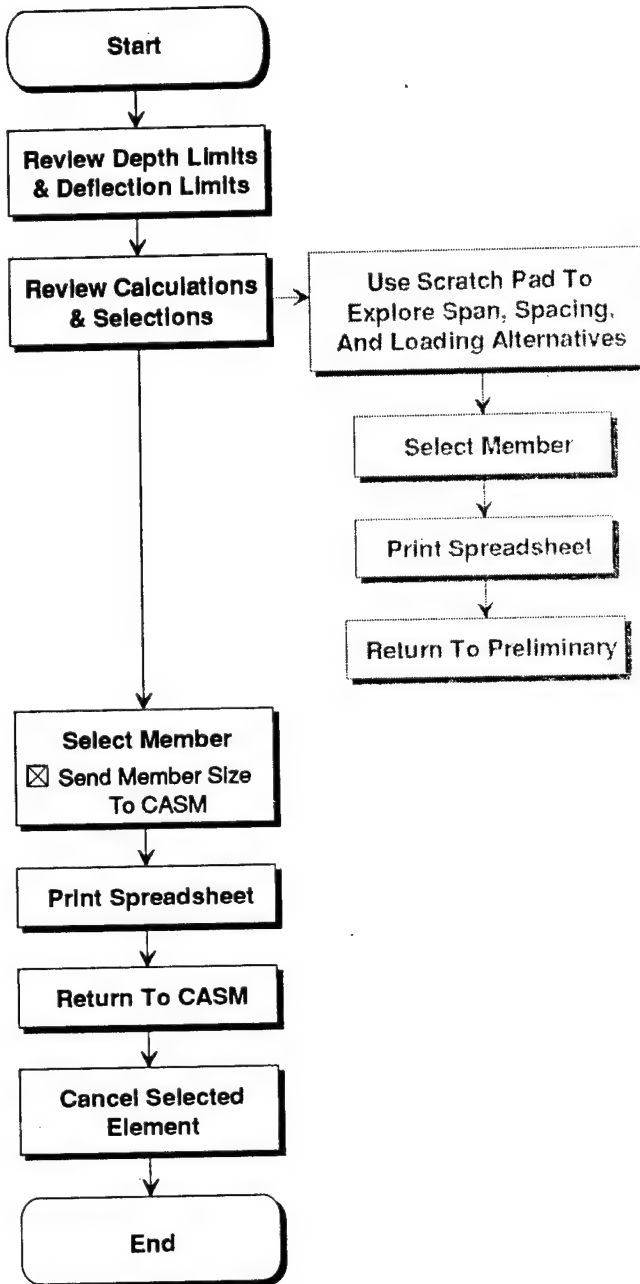 Start
Review Depth Limits
& Deflection Limits
Review Calculations
& Selections
Use Scratch Pad To
Explore Span, Spacing,
And Loading Alternatives
Select Member
Print Spreadsheet
Return To Preliminary
Select Member
☒ Send Member Size
To CASM
Print Spreadsheet
Return To CASM
Cancel Selected
Element
End